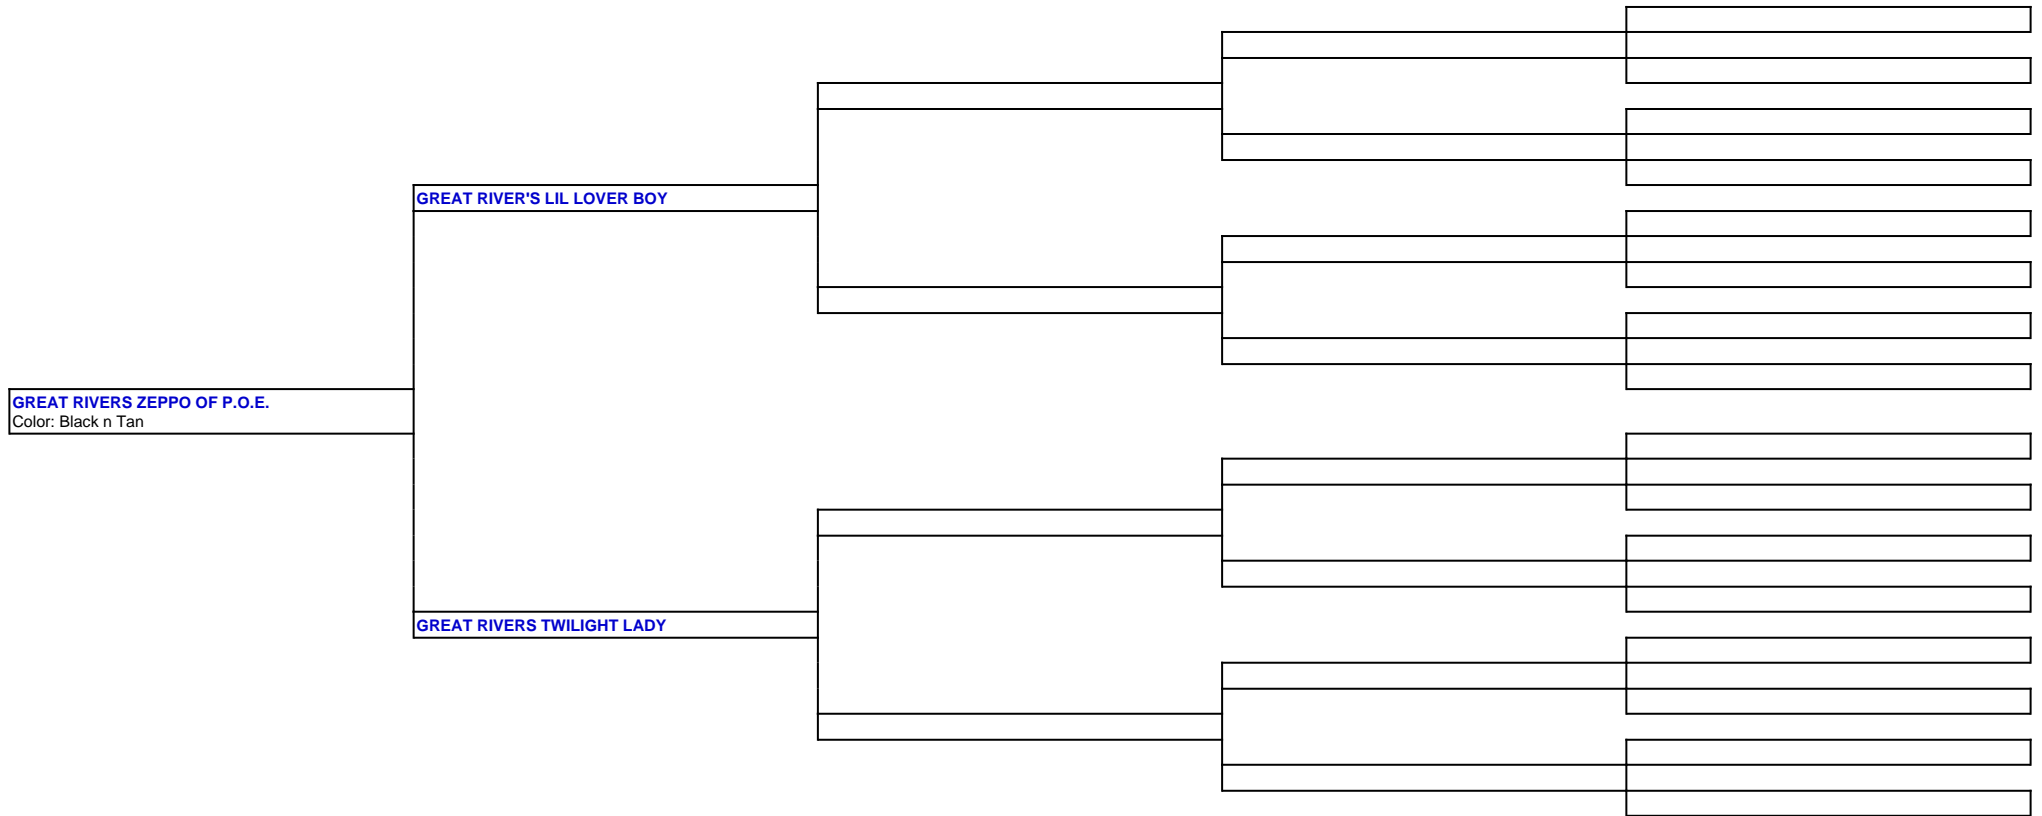 GREAT RIVER'S LIL LOVER BOY
GREAT RIVERS ZEPPO OF P.O.E.
Color: Black n Tan
GREAT RIVERS TWILIGHT LADY